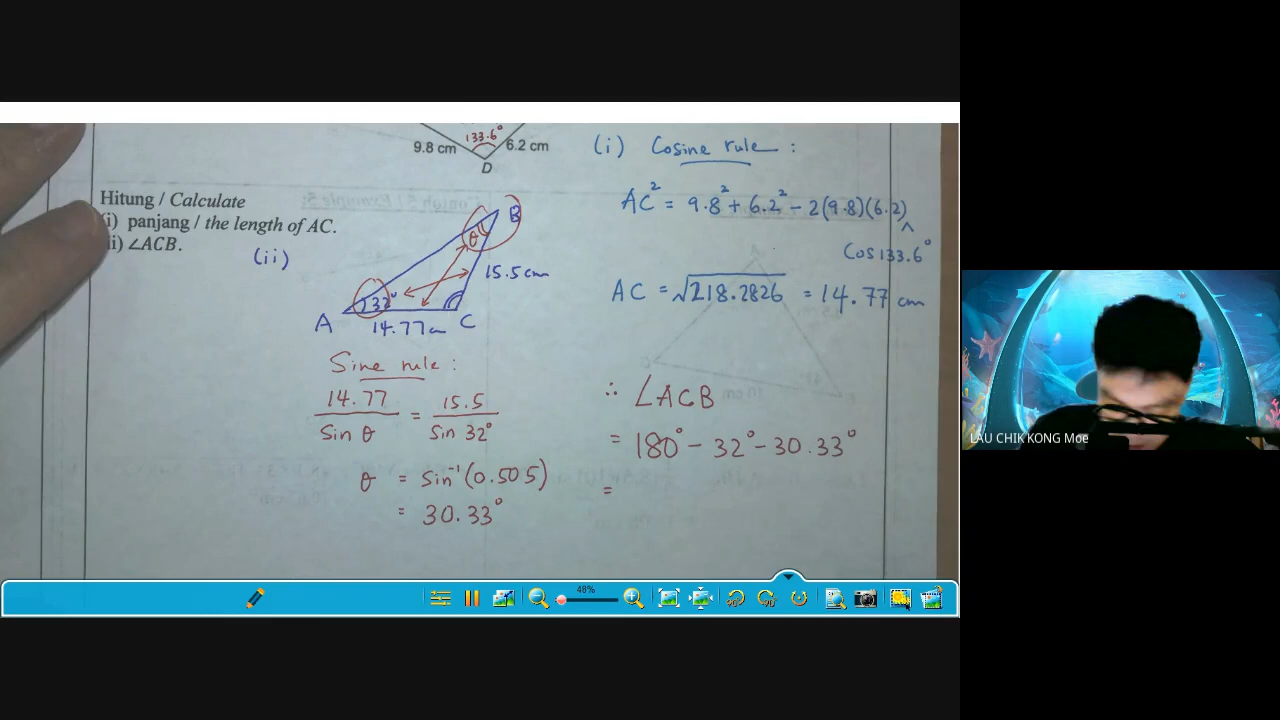 133.6°
9.8 cm
6.2 cm
D
Hitung / Calculate
(i) panjang / the length of AC.
ii) ∠ACB.
(i) Cosine rule :
AC² = 9.8² + 6.2² - 2(9.8)(6.2)
cos 133.6°
AC = √218.2826 = 14.77 cm
(ii)
B
θ
15.5 cm
32°
A
14.77 cm
C
Sine rule :
14.77 / Sin θ = 15.5 / Sin 32°
θ = sin⁻¹(0.505)
= 30.33°
∴ ∠ACB
= 180° - 32° - 30.33°
=
48%
LAU CHIK KONG Moe